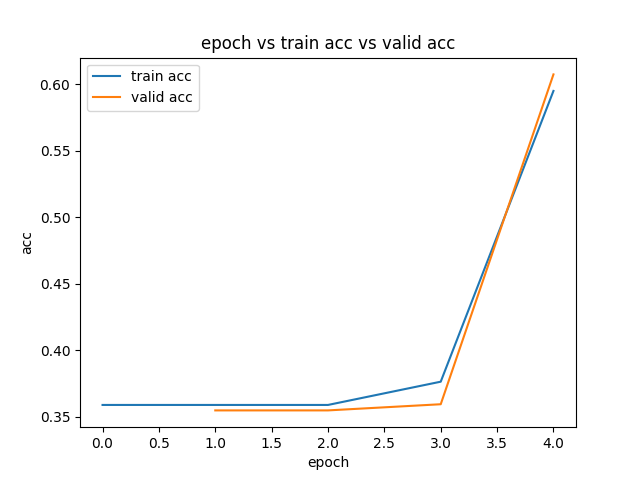 epoch vs train acc vs valid acc
train acc
valid acc
0.60
0.55
0.50
0.45
0.40
0.35
acc
0.0 0.5 1.0 1.5 2.0 2.5 3.0 3.5 4.0
epoch